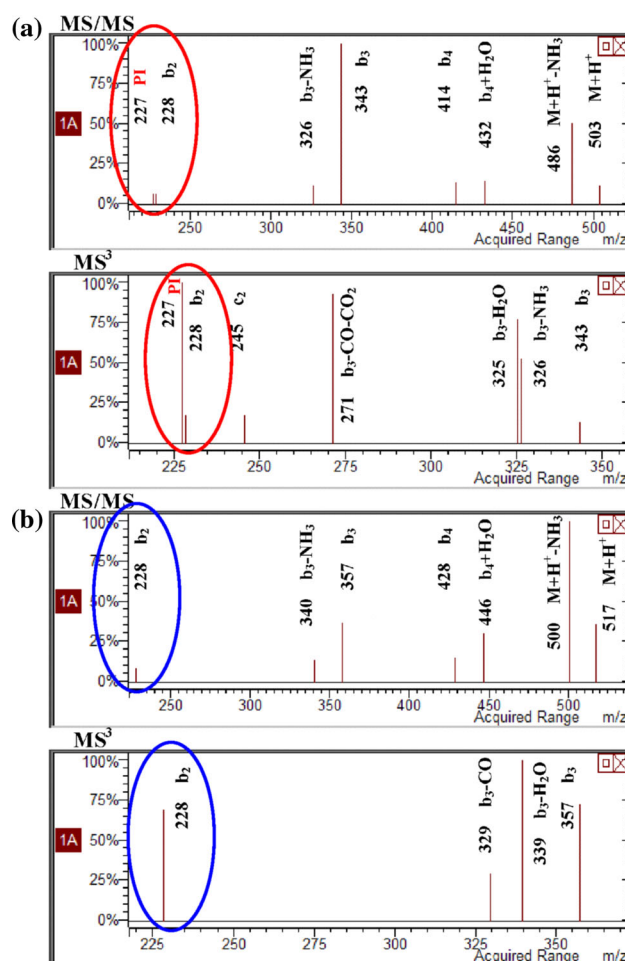 (a)
MS/MS
100%
75%
50%
25%
0%
1A
227 PI
228 b₂
326 b₃-NH₃
343 b₃
414 b₄
432 b₄+H₂O
486 M+H⁺-NH₃
503 M+H⁺
250 300 350 400 450 500
Acquired Range m/z
MS³
100%
75%
50%
25%
0%
1A
227 PI
228 b₂
245 c₂
271 b₃-CO-CO₂
325 b₃-H₂O
326 b₃-NH₃
343 b₃
225 250 275 300 325 350
Acquired Range m/z
(b)
MS/MS
100%
75%
50%
25%
0%
1A
228 b₂
340 b₃-NH₃
357 b₃
428 b₄
446 b₄+H₂O
500 M+H⁺-NH₃
517 M+H⁺
250 300 350 400 450 500
Acquired Range m/z
MS³
100%
75%
50%
25%
0%
1A
228 b₂
329 b₃-CO
339 b₃-H₂O
357 b₃
225 250 275 300 325 350
Acquired Range m/z